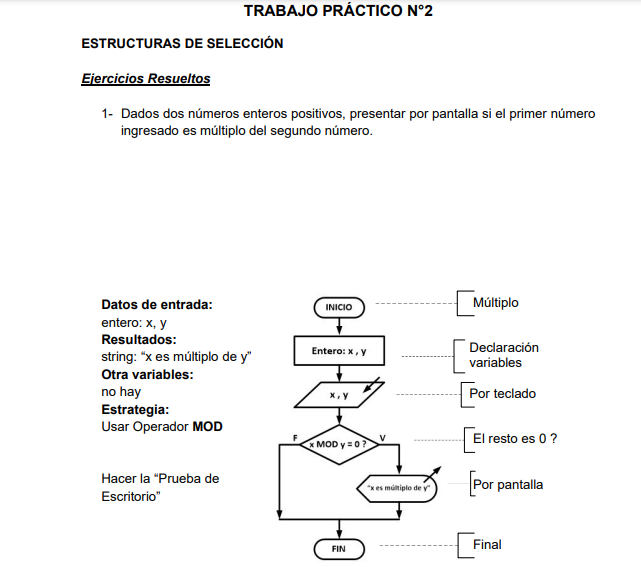 TRABAJO PRÁCTICO N°2
ESTRUCTURAS DE SELECCIÓN
Ejercicios Resueltos
1- Dados dos números enteros positivos, presentar por pantalla si el primer número
ingresado es múltiplo del segundo número.
Datos de entrada:
entero: x, y
Resultados:
string: “x es múltiplo de y”
Otra variables:
no hay
Estrategia:
Usar Operador MOD
Hacer la “Prueba de
Escritorio”
INICIO
Múltiplo
Entero: x , y
Declaración
variables
x , y
Por teclado
F
x MOD y = 0 ?
V
El resto es 0 ?
"x es múltiplo de y"
Por pantalla
FIN
Final